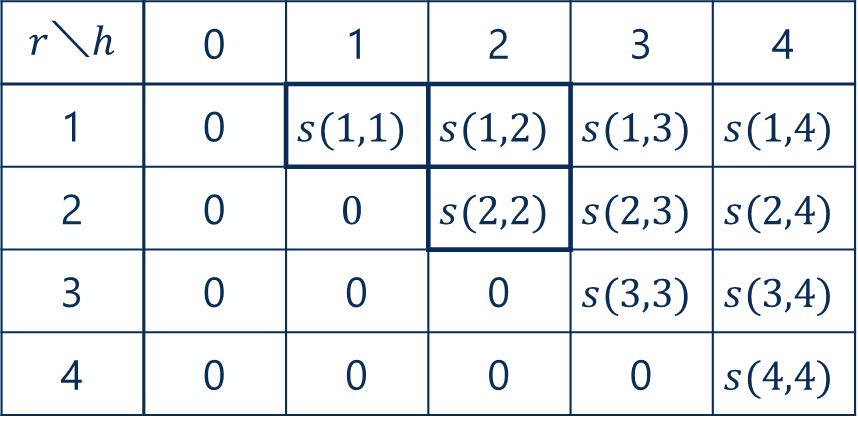 r＼h 0 1 2 3 4
1 0 s(1,1) s(1,2) s(1,3) s(1,4)
2 0 0 s(2,2) s(2,3) s(2,4)
3 0 0 0 s(3,3) s(3,4)
4 0 0 0 0 s(4,4)